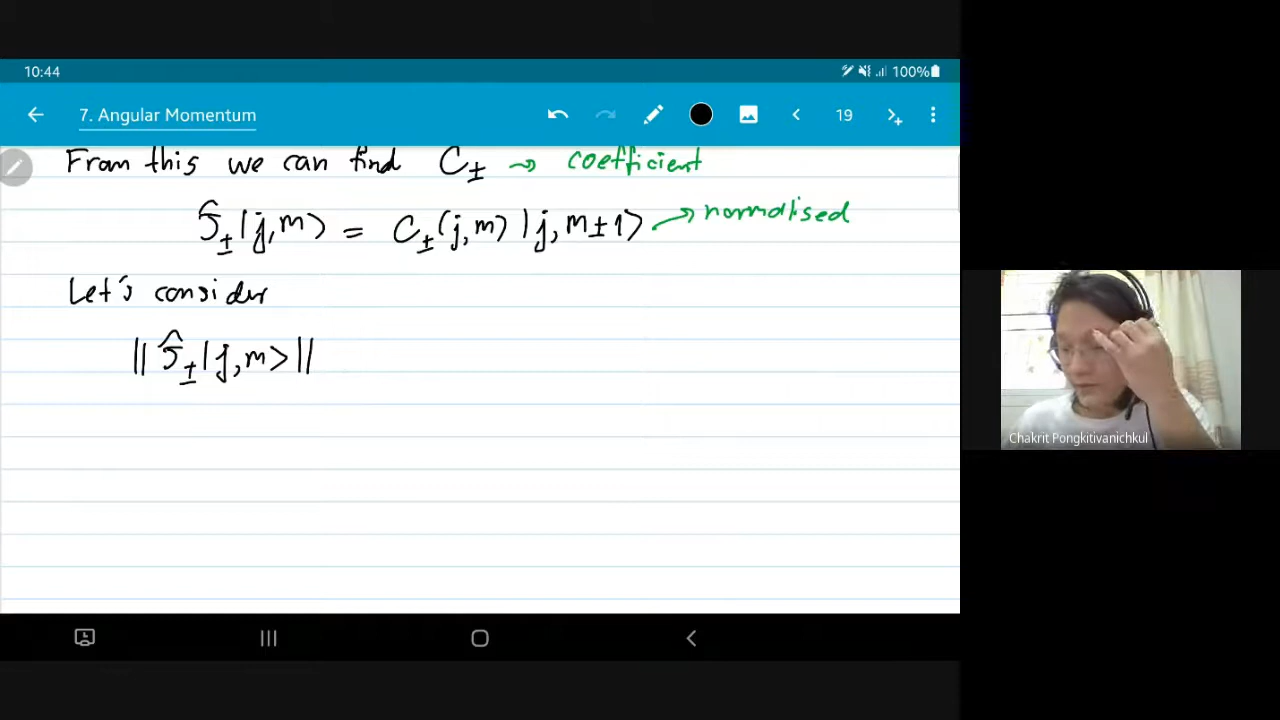 10:44
100%
7. Angular Momentum
19
From this we can find C± → coefficient
Ĵ±|j,m> = C±(j,m)|j,m±1> → normalised
Let's consider
||Ĵ±|j,m>||
Chakrit Pongkitivanichkul